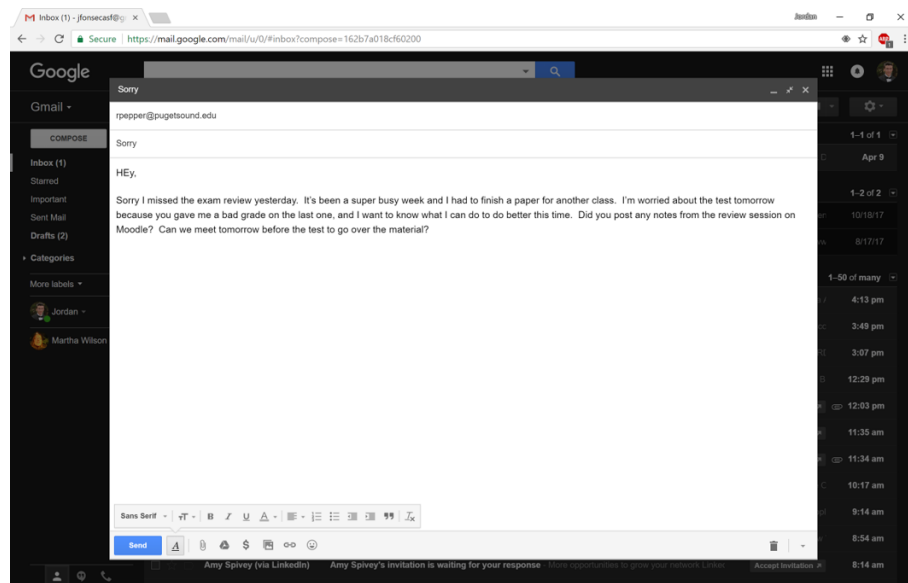 Inbox (1) - jfonsecasf@g
Jordan
Secure https://mail.google.com/mail/u/0/#inbox?compose=162b7a018cf60200
Google
Sorry
Gmail
rpepper@pugetsound.edu
COMPOSE
1–1 of 1
Sorry
Inbox (1)
Apr 9
HEy,
Starred
Important
1–2 of 2
Sorry I missed the exam review yesterday. It's been a super busy week and I had to finish a paper for another class. I'm worried about the test tomorrow
because you gave me a bad grade on the last one, and I want to know what I can do to do better this time. Did you post any notes from the review session on
Moodle? Can we meet tomorrow before the test to go over the material?
Sent Mail
10/18/17
Drafts (2)
8/17/17
Categories
1–50 of many
More labels
4:13 pm
Jordan
3:49 pm
Martha Wilson
3:07 pm
12:29 pm
12:03 pm
11:35 am
11:34 am
10:17 am
Sans Serif
9:14 am
Send
8:54 am
Amy Spivey (via LinkedIn) Amy Spivey's invitation is waiting for your response - More opportunities to grow your network Linked
Accept Invitation
8:14 am